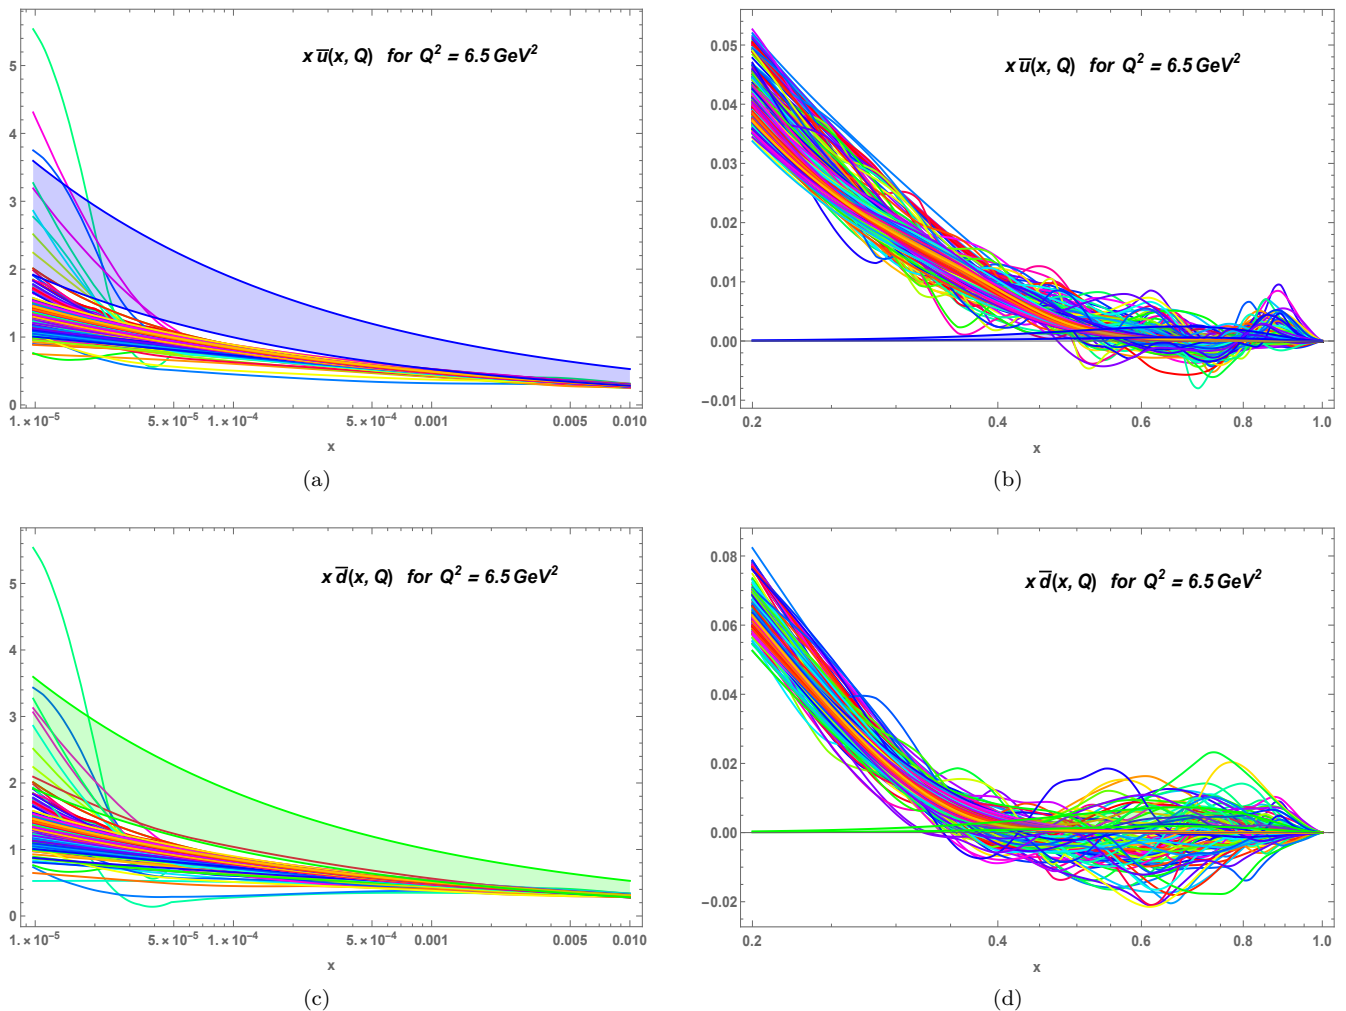 x u̅(x, Q) for Q² = 6.5 GeV²
5
4
3
2
1
0
1.×10⁻⁵ 5.×10⁻⁵ 1.×10⁻⁴ 5.×10⁻⁴ 0.001 0.005 0.010
x
(a)
x u̅(x, Q) for Q² = 6.5 GeV²
0.05
0.04
0.03
0.02
0.01
0.00
−0.01
0.2 0.4 0.6 0.8 1.0
x
(b)
x d̅(x, Q) for Q² = 6.5 GeV²
5
4
3
2
1
0
1.×10⁻⁵ 5.×10⁻⁵ 1.×10⁻⁴ 5.×10⁻⁴ 0.001 0.005 0.010
x
(c)
x d̅(x, Q) for Q² = 6.5 GeV²
0.08
0.06
0.04
0.02
0.00
−0.02
0.2 0.4 0.6 0.8 1.0
x
(d)